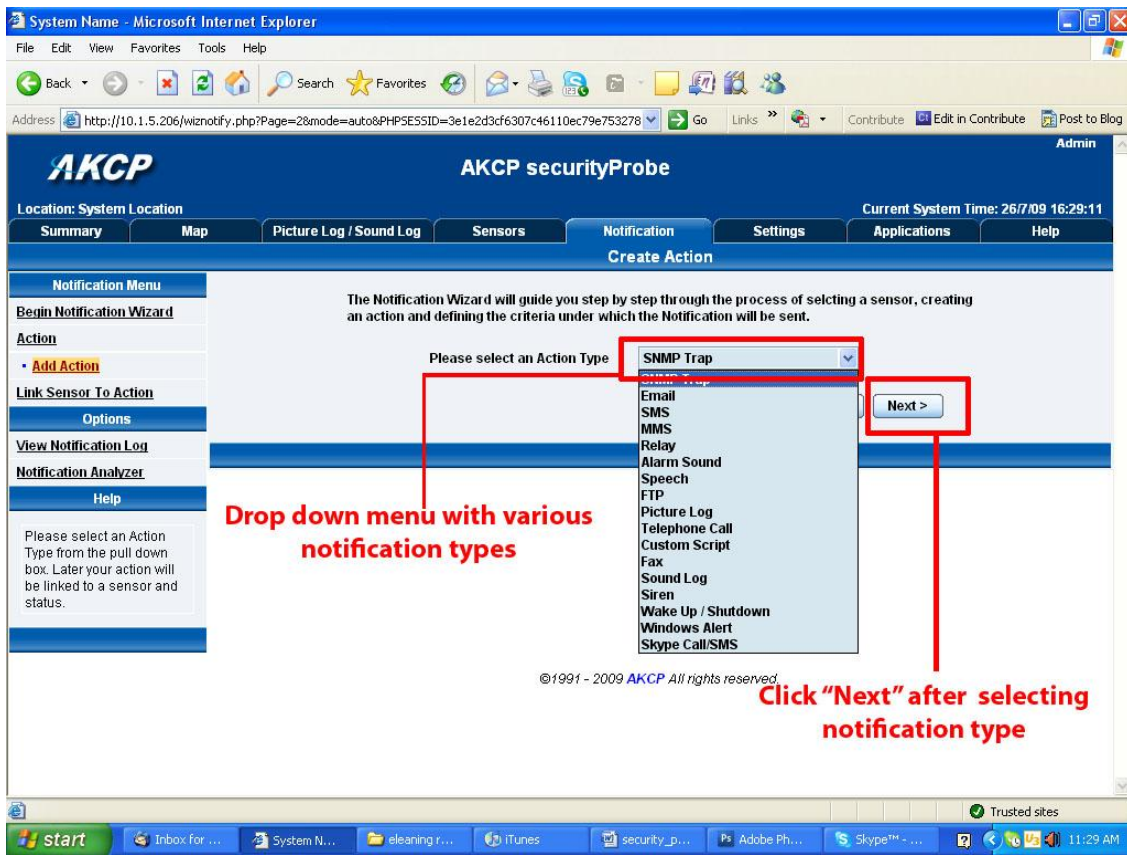 System Name - Microsoft Internet Explorer
File Edit View Favorites Tools Help
Back Search Favorites
Address http://10.1.5.206/wiznotify.php?Page=2&mode=auto&PHPSESSID=3e1e2d3cf6307c46110ec79e753278 Go Links » Contribute Edit in Contribute Post to Blog
Admin
AKCP AKCP securityProbe
Location: System Location Current System Time: 26/7/09 16:29:11
Summary Map Picture Log / Sound Log Sensors Notification Settings Applications Help
Create Action
Notification Menu
Begin Notification Wizard
Action
Add Action
Link Sensor To Action
Options
View Notification Log
Notification Analyzer
Help
Please select an Action
Type from the pull down
box. Later your action will
be linked to a sensor and
status.
The Notification Wizard will guide you step by step through the process of selcting a sensor, creating
an action and defining the criteria under which the Notification will be sent.
Please select an Action Type SNMP Trap
SNMP Trap
Email
SMS
MMS
Relay
Alarm Sound
Speech
FTP
Picture Log
Telephone Call
Custom Script
Fax
Sound Log
Siren
Wake Up / Shutdown
Windows Alert
Skype Call/SMS
Next >
Drop down menu with various
notification types
©1991 - 2009 AKCP All rights reserved.
Click “Next” after selecting
notification type
Trusted sites
start Inbox for ... System N... eleaning r... iTunes security_p... Adobe Ph... Skype™ -... 11:29 AM